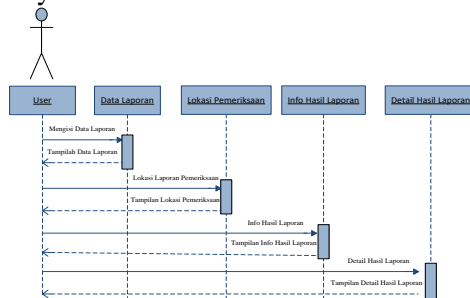 User
Data Laporan
Lokasi Pemeriksaan
Info Hasil Laporan
Detail Hasil Laporan
Mengisi Data Laporan
Tampilah Data Laporan
Lokasi Laporan Pemeriksaan
Tampilan Lokasi Pemeriksaan
Info Hasil Laporan
Tampilan Info Hasil Laporan
Detail Hasil Laporan
Tampilan Detail Hasil Laporan